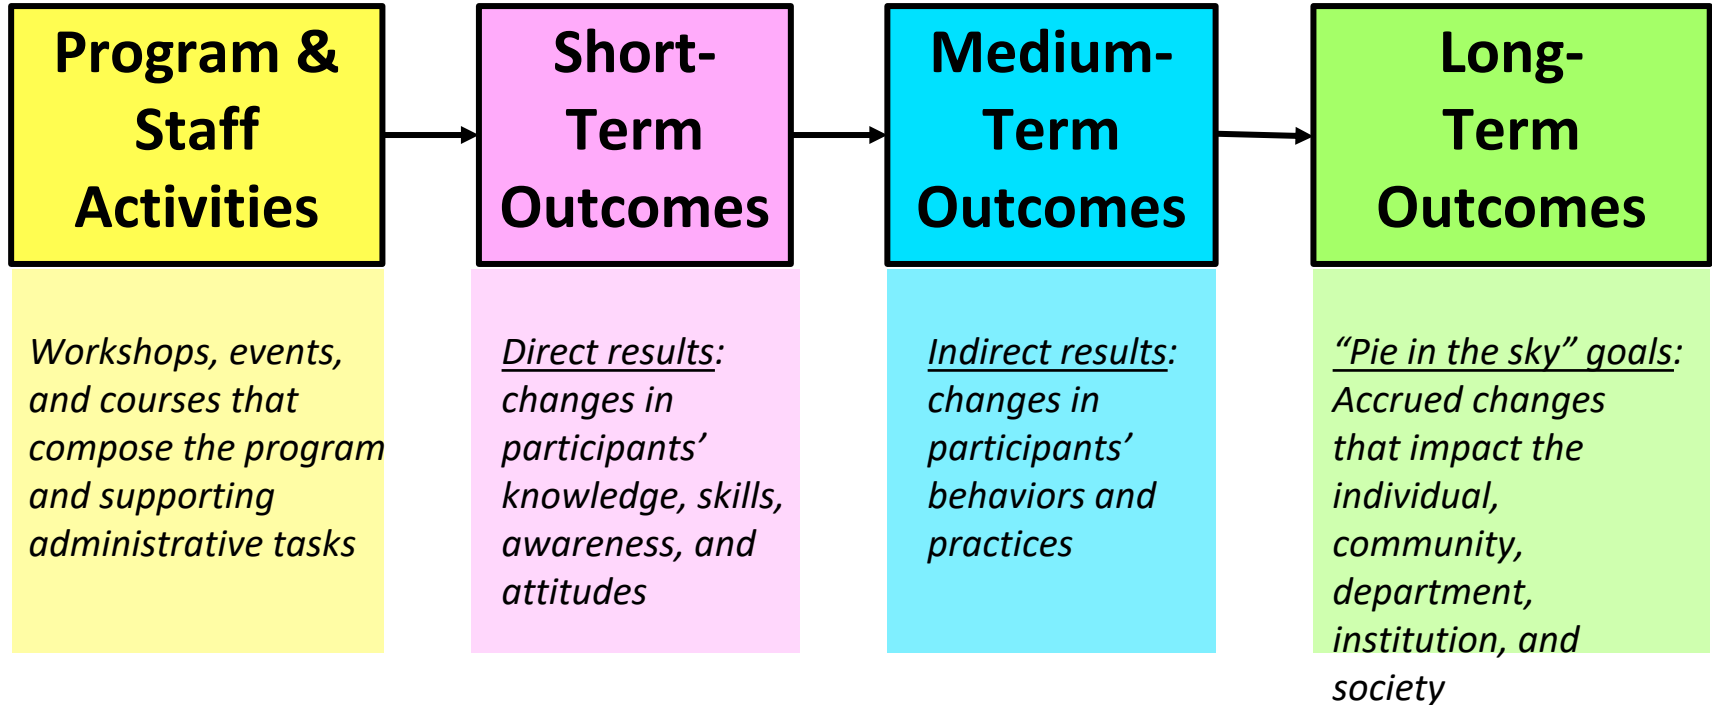 Program &
Staff
Activities
Short-
Term
Outcomes
Medium-
Term
Outcomes
Long-
Term
Outcomes
Workshops, events,
and courses that
compose the program
and supporting
administrative tasks
Direct results:
changes in
participants’
knowledge, skills,
awareness, and
attitudes
Indirect results:
changes in
participants’
behaviors and
practices
“Pie in the sky” goals:
Accrued changes
that impact the
individual,
community,
department,
institution, and
society